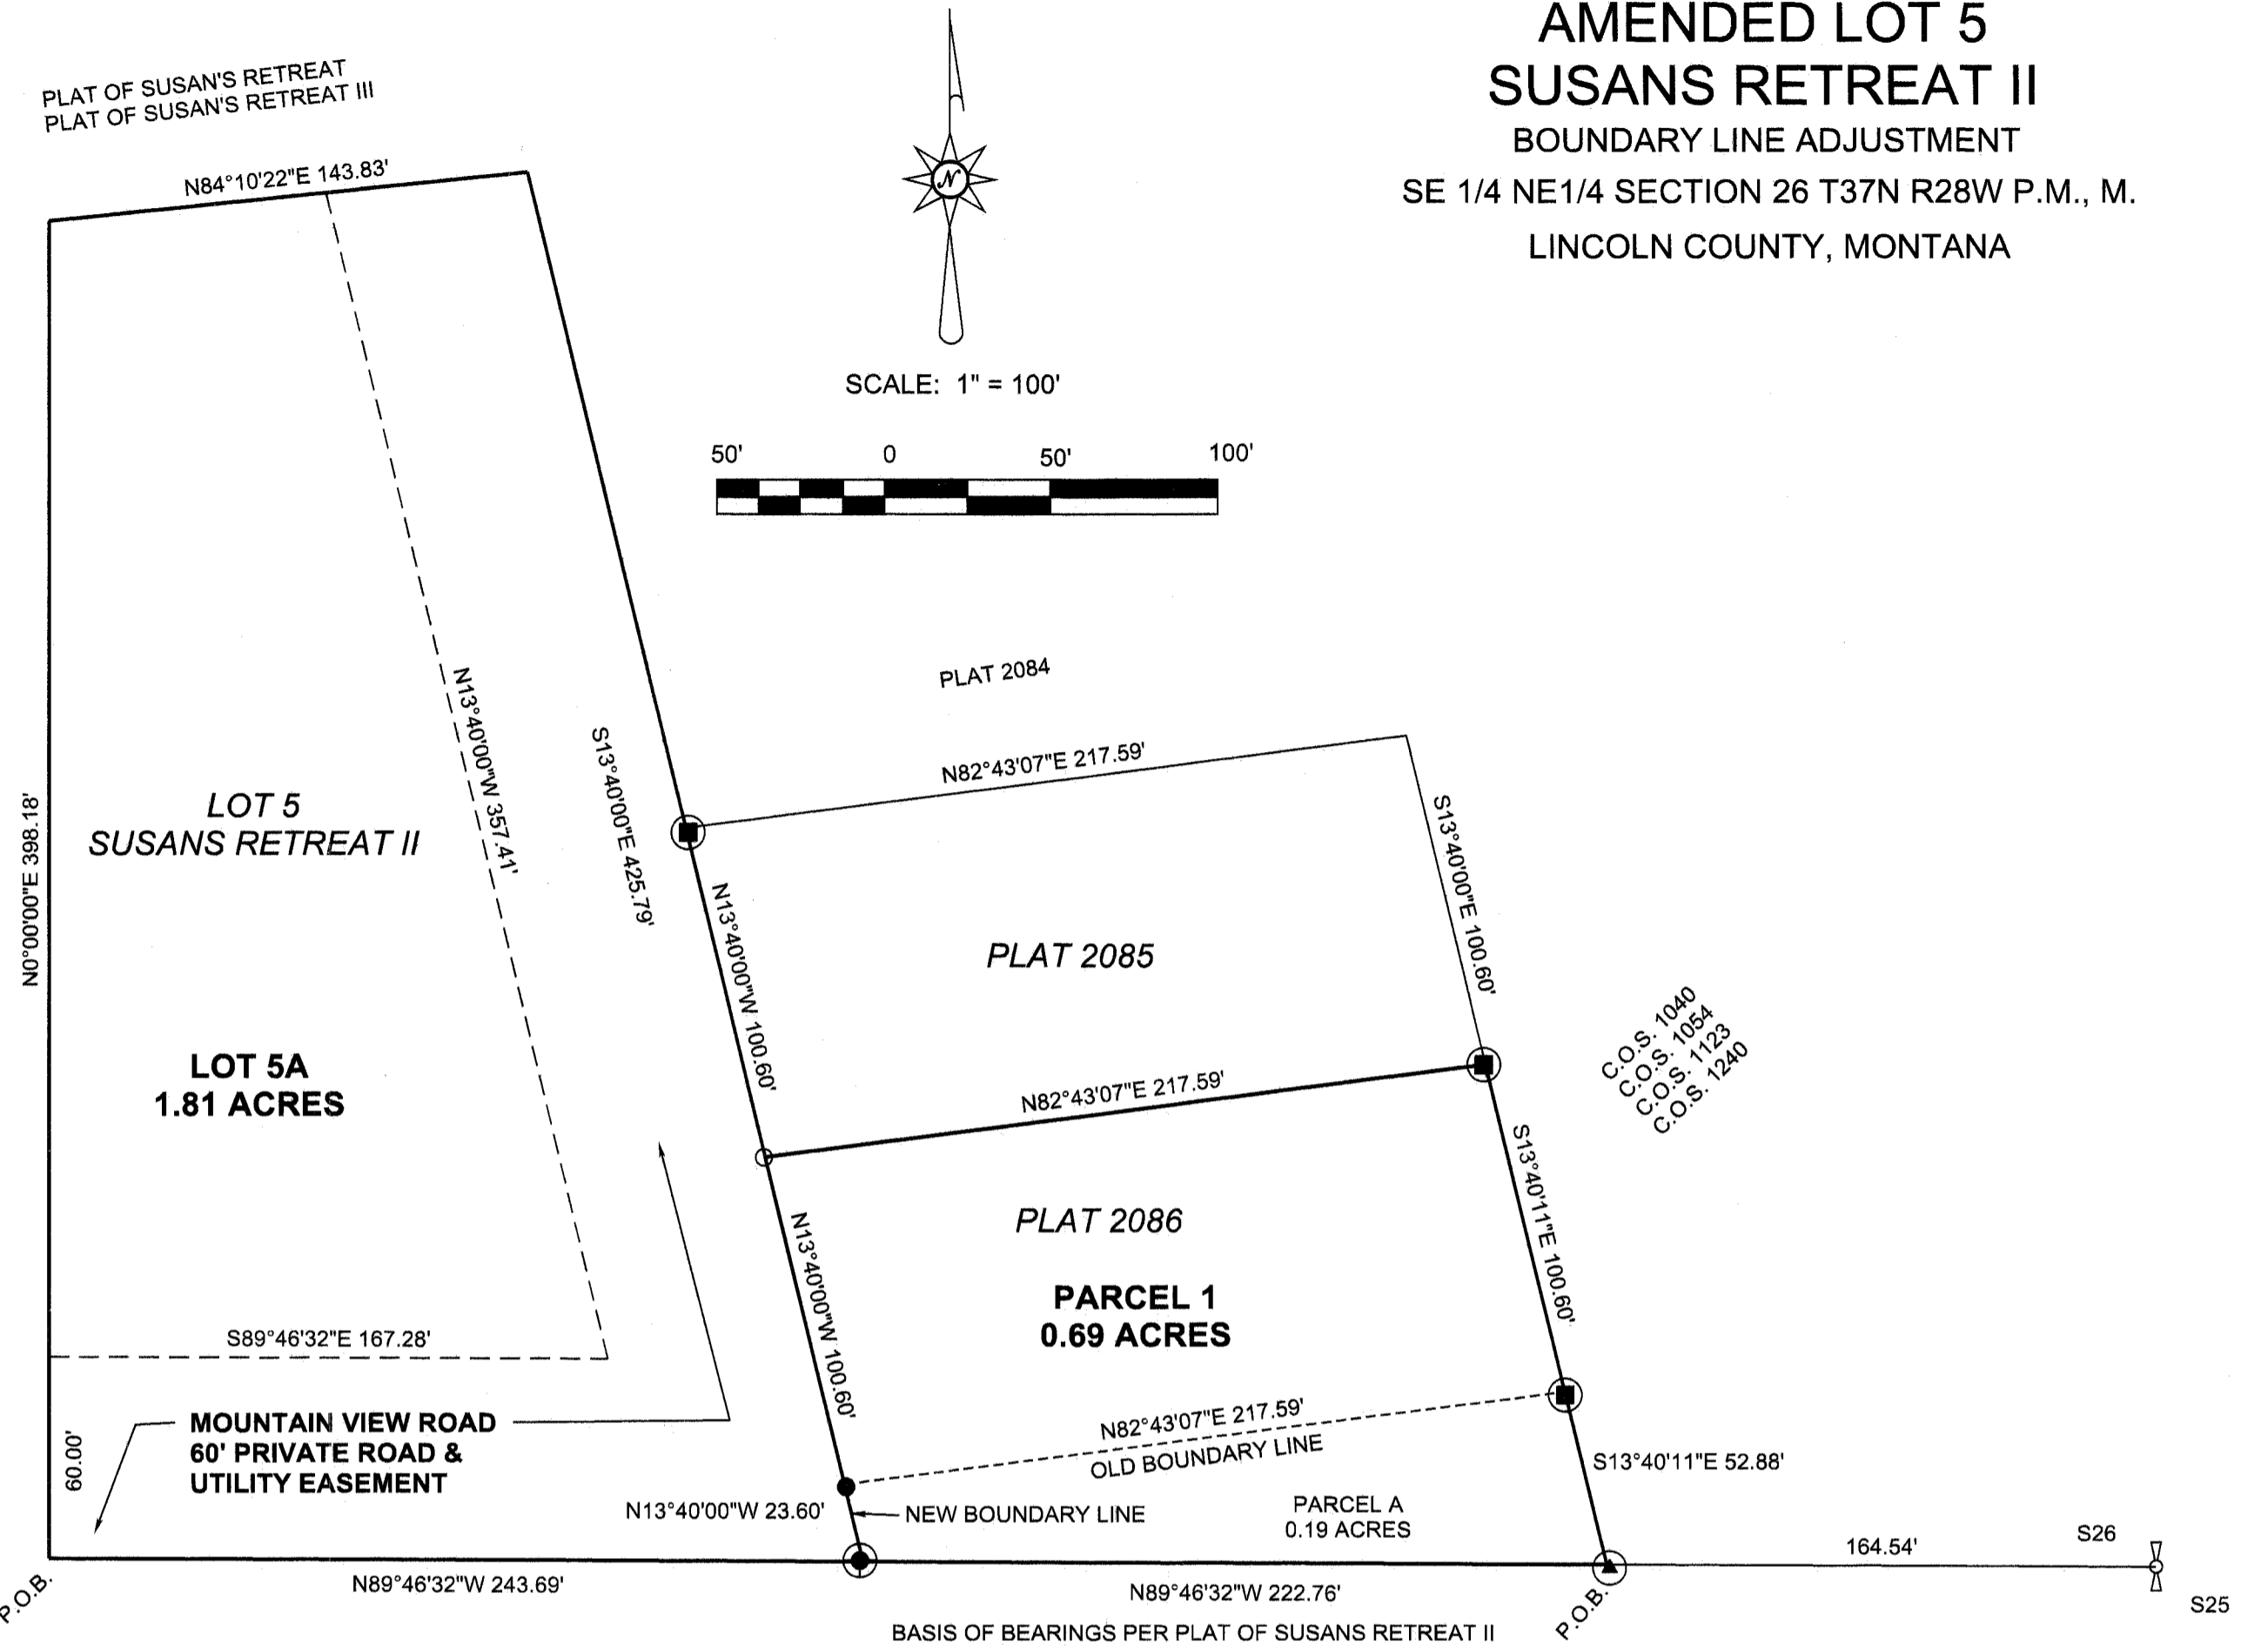 AMENDED LOT 5
SUSANS RETREAT II
BOUNDARY LINE ADJUSTMENT
SE 1/4 NE1/4 SECTION 26 T37N R28W P.M., M.
LINCOLN COUNTY, MONTANA
PLAT OF SUSAN'S RETREAT
PLAT OF SUSAN'S RETREAT III
N84°10'22"E 143.83'
N
SCALE: 1" = 100'
50' 0 50' 100'
PLAT 2084
N13°40'00"W 357.41'
S13°40'00"E 425.79'
N82°43'07"E 217.59'
S13°40'00"E 100.60'
LOT 5
SUSANS RETREAT II
N0°00'00"E 398.18'
N13°40'00"W 100.60'
PLAT 2085
C.O.S. 1040
C.O.S. 1054
C.O.S. 1123
C.O.S. 1240
LOT 5A
1.81 ACRES
N82°43'07"E 217.59'
S13°40'11"E 100.60'
PLAT 2086
N13°40'00"W 100.60'
PARCEL 1
0.69 ACRES
S89°46'32"E 167.28'
MOUNTAIN VIEW ROAD
60' PRIVATE ROAD &
UTILITY EASEMENT
60.00'
N82°43'07"E 217.59'
OLD BOUNDARY LINE
S13°40'11"E 52.88'
N13°40'00"W 23.60'
NEW BOUNDARY LINE
PARCEL A
0.19 ACRES
164.54'
S26
S25
P.O.B.
N89°46'32"W 243.69'
N89°46'32"W 222.76'
P.O.B.
BASIS OF BEARINGS PER PLAT OF SUSANS RETREAT II